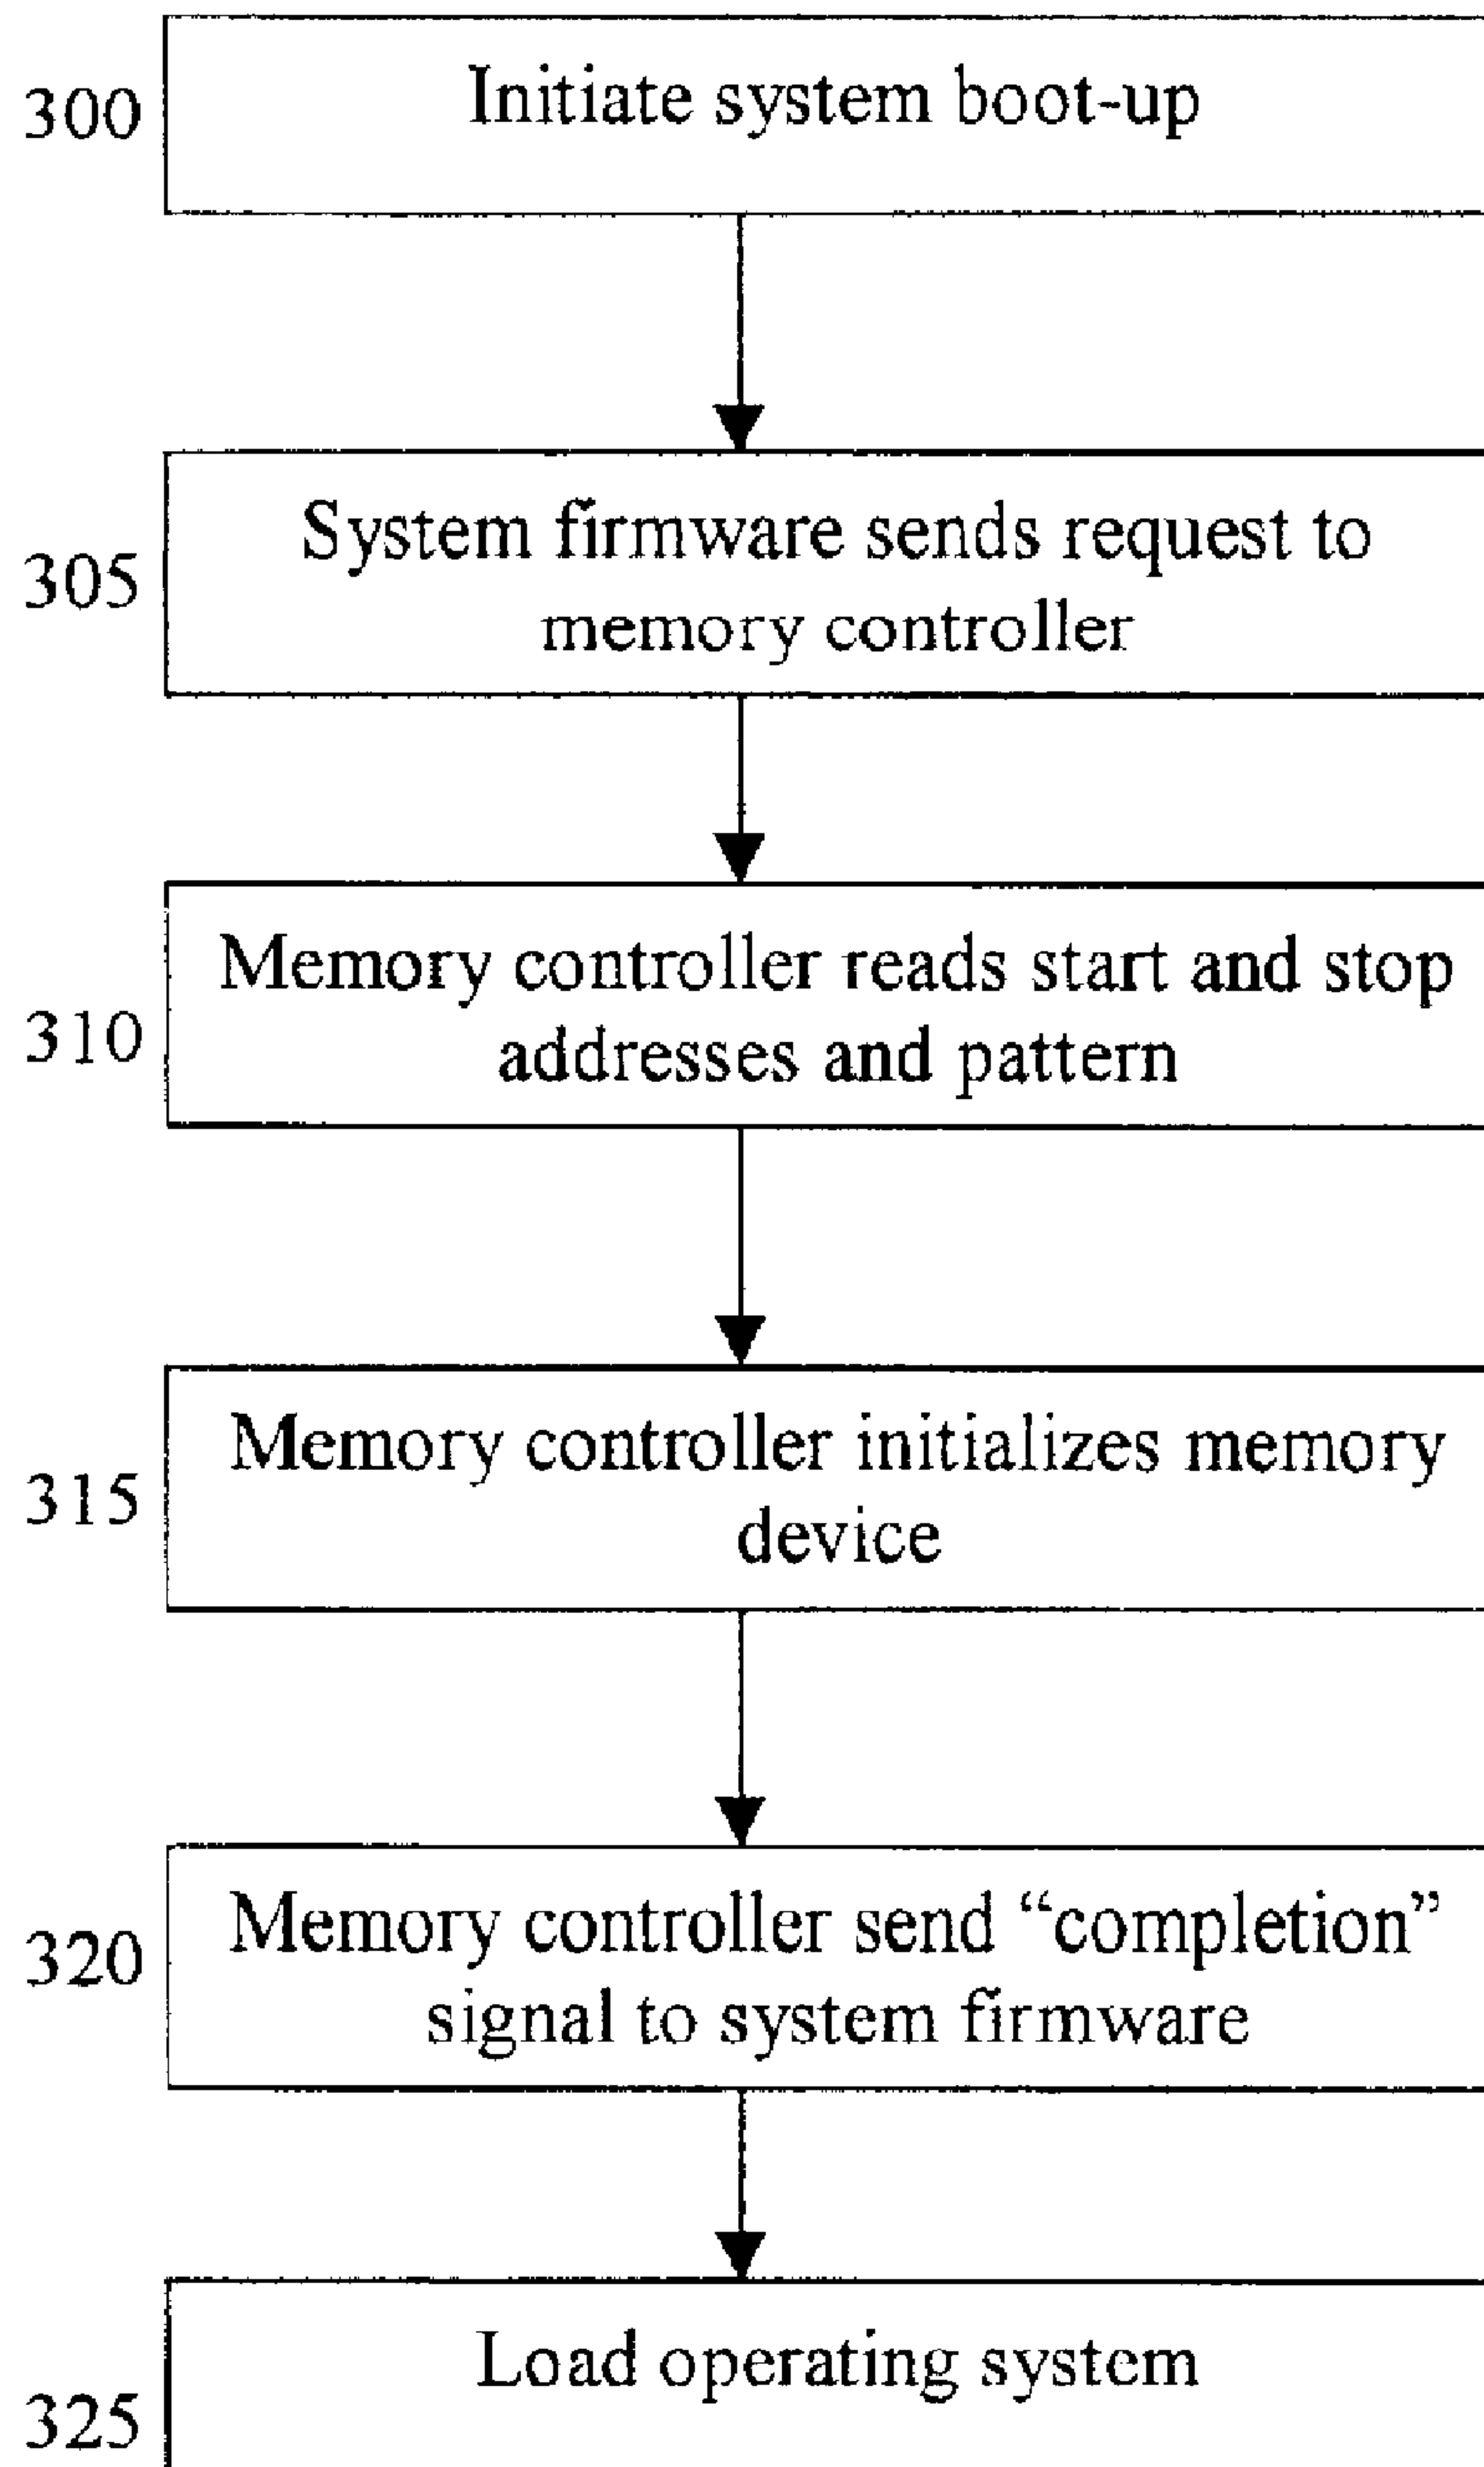 300
Initiate system boot-up
305
System firmware sends request to
memory controller
310
Memory controller reads start and stop
addresses and pattern
315
Memory controller initializes memory
device
320
Memory controller send “completion”
signal to system firmware
325
Load operating system